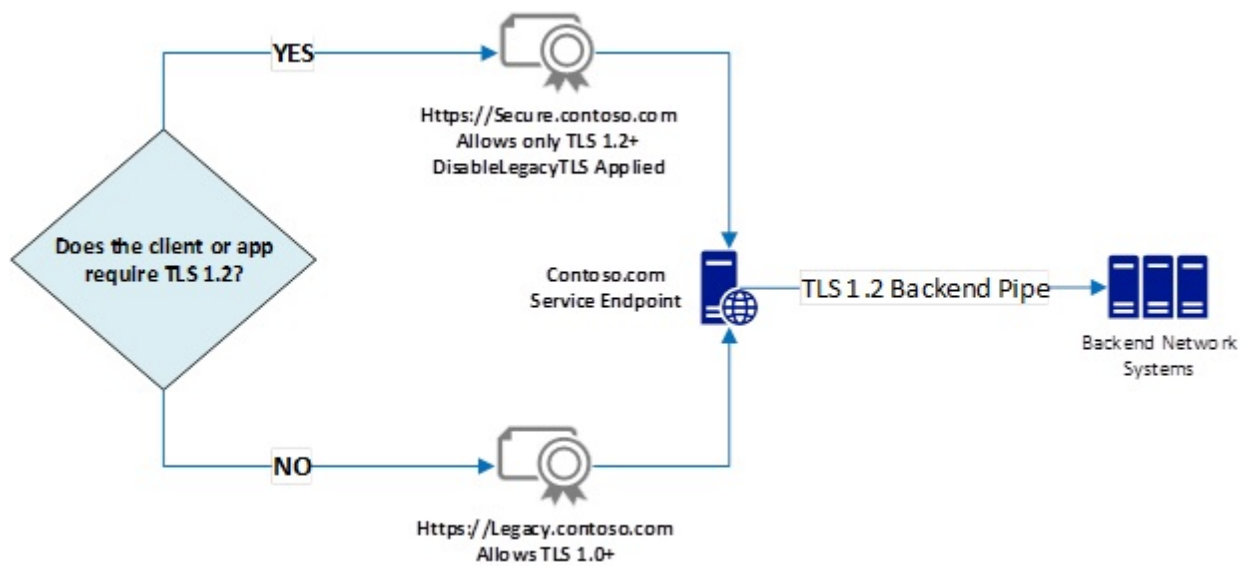 YES
Https://Secure.contoso.com
Allows only TLS 1.2+
DisableLegacyTLS Applied
Does the client or app
require TLS 1.2?
Contoso.com
Service Endpoint
TLS 1.2 Backend Pipe
Backend Network
Systems
NO
Https://Legacy.contoso.com
Allows TLS 1.0+